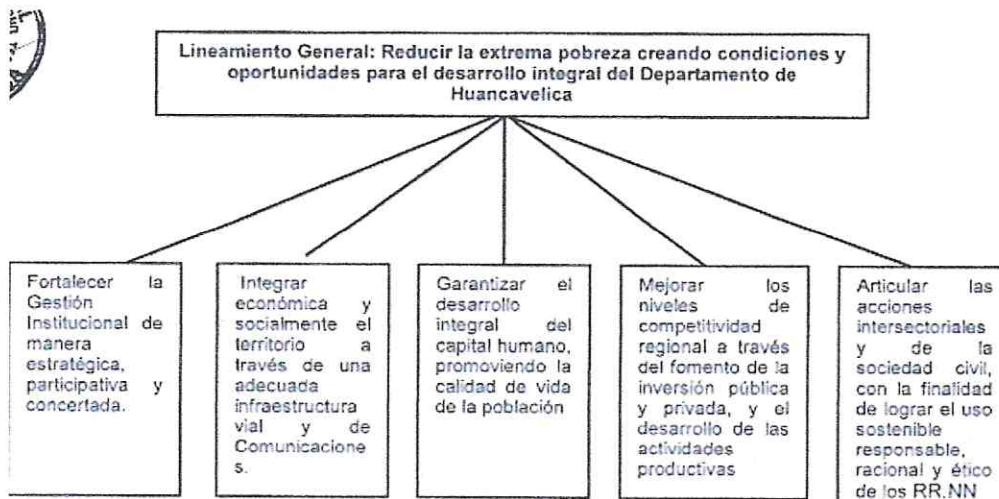 Lineamiento General: Reducir la extrema pobreza creando condiciones y
oportunidades para el desarrollo integral del Departamento de
Huancavelica
Fortalecer la
Gestión
Institucional de
manera
estratégica,
participativa y
concertada.
Integrar
económica y
socialmente el
territorio a
través de una
adecuada
infraestructura
vial y de
Comunicacione
s.
Garantizar el
desarrollo
integral del
capital humano,
promoviendo la
calidad de vida
de la población
Mejorar los
niveles de
competitividad
regional a través
del fomento de la
inversión pública
y privada, y el
desarrollo de las
actividades
productivas
Articular las
acciones
intersectoriales
y de la
sociedad civil,
con la finalidad
de lograr el uso
sostenible
responsable,
racional y ético
de los RR.NN